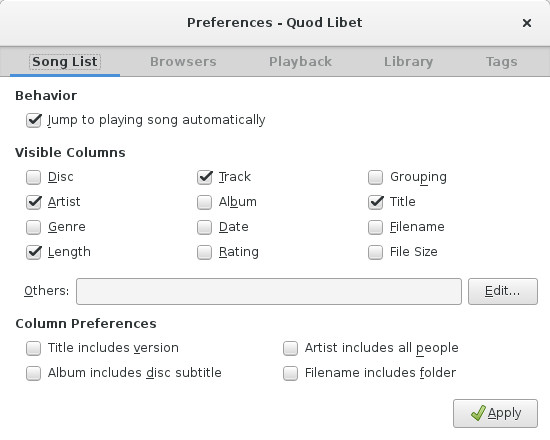 Preferences - Quod Libet
Song List Browsers Playback Library Tags
Behavior
Jump to playing song automatically
Visible Columns
Disc Track Grouping
Artist Album Title
Genre Date Filename
Length Rating File Size
Others: Edit...
Column Preferences
Title includes version Artist includes all people
Album includes disc subtitle Filename includes folder
Apply